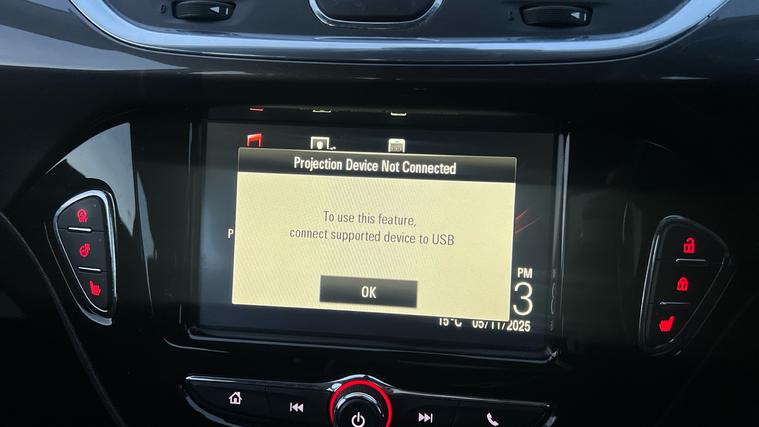 Projection Device Not Connected
To use this feature,
connect supported device to USB
P
PM
OK
3
15°C 05/11/2025